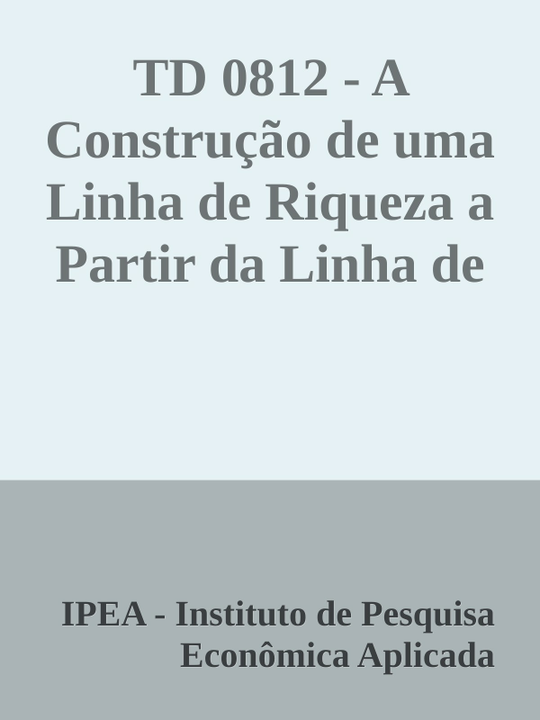 TD 0812 - A
Construção de uma
Linha de Riqueza a
Partir da Linha de
IPEA - Instituto de Pesquisa
Econômica Aplicada